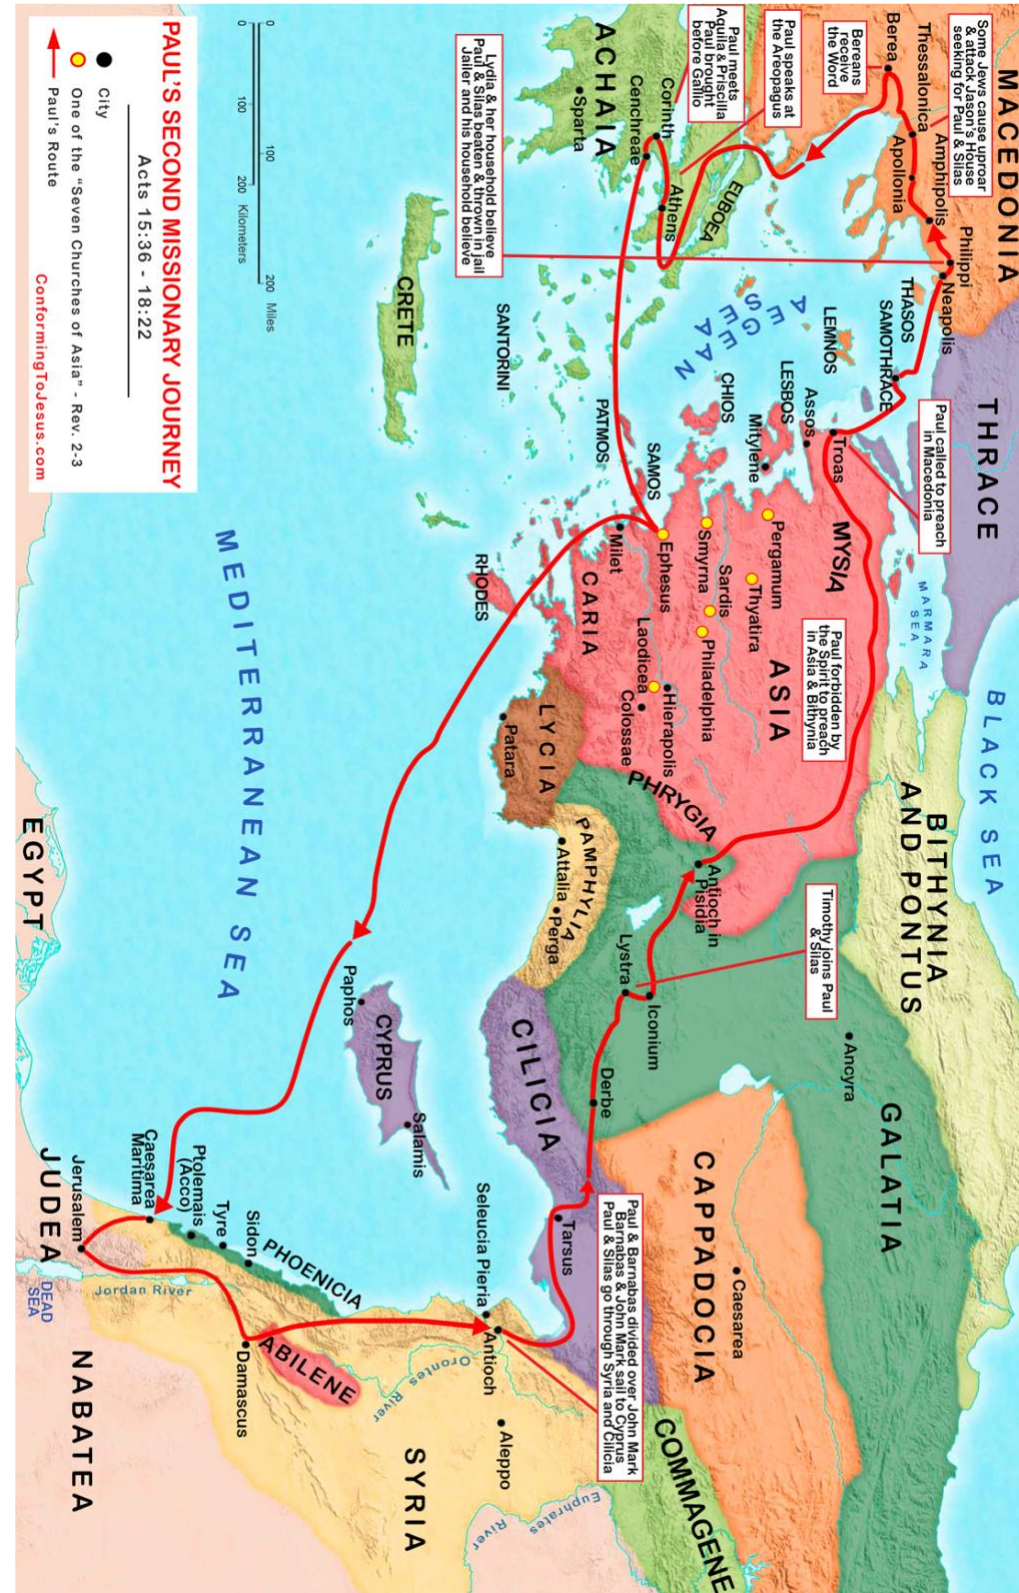 MACEDONIA
THRACE
BLACK SEA
BITHYNIA
AND PONTUS
GALATIA
CAPPADOCIA
COMMAGENE
Some Jews cause uproar
& attack Jason's House
seeking for Paul & Silas
Bereans
receive
the Word
Paul speaks at
the Areopagus
Paul meets
Aquila & Priscilla
Paul brought
before Gallio
Lydia & her household believe
Paul & Silas beaten & thrown in jail
Jailer and his household believe
Paul called to preach
in Macedonia
Paul forbidden by
the Spirit to preach
in Asia & Bithynia
Timothy joins Paul
& Silas
Paul & Barnabas divided over John Mark
Barnabas & John Mark sail to Cyprus
Paul & Silas go through Syria and Cilicia
Philippi
Neapolis
Amphipolis
Apollonia
Thessalonica
Berea
THASOS
SAMOTHRACE
LEMNOS
MARMARA
SEA
AEGEAN
SEA
Troas
Assos
LESBOS
Mitylene
CHIOS
MYSIA
ASIA
Pergamum
Thyatira
Smyrna
Sardis
Philadelphia
Ephesus
SAMOS
PATMOS
Milet
Laodicea
Hierapolis
Colossae
CARIA
LYCIA
Patara
RHODES
PHRYGIA
Antioch in
Pisidia
PAMPHYLIA
Attalia
Perga
Iconium
Lystra
Derbe
Ancyra
Caesarea
CILICIA
Tarsus
ACHAIA
EUBOEA
Athens
Corinth
Cenchreae
Sparta
SANTORINI
CRETE
CYPRUS
Paphos
Salamis
Seleucia Pieria
Antioch
Aleppo
Orontes
River
Euphrates
River
SYRIA
ABILENE
Damascus
PHOENICIA
Sidon
Tyre
Ptolemais
(Acco)
Caesarea
Maritima
Jerusalem
JUDEA
Jordan River
DEAD
SEA
NABATEA
EGYPT
MEDITERRANEAN SEA
0 100 200 Miles
0 100 200 Kilometers
PAUL'S SECOND MISSIONARY JOURNEY
Acts 15:36 - 18:22
City
One of the "Seven Churches of Asia" - Rev. 2-3
Paul's Route
ConformingToJesus.com